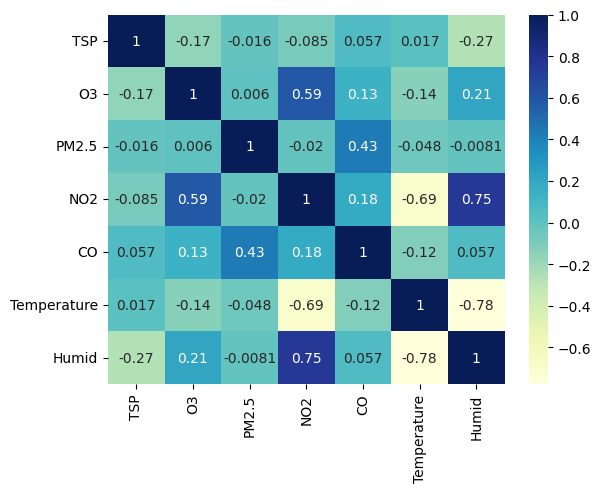 TSP 1 -0.17 -0.016 -0.085 0.057 0.017 -0.27
O3 -0.17 1 0.006 0.59 0.13 -0.14 0.21
PM2.5 -0.016 0.006 1 -0.02 0.43 -0.048 -0.0081
NO2 -0.085 0.59 -0.02 1 0.18 -0.69 0.75
CO 0.057 0.13 0.43 0.18 1 -0.12 0.057
Temperature 0.017 -0.14 -0.048 -0.69 -0.12 1 -0.78
Humid -0.27 0.21 -0.0081 0.75 0.057 -0.78 1
TSP O3 PM2.5 NO2 CO Temperature Humid
1.0
0.8
0.6
0.4
0.2
0.0
−0.2
−0.4
−0.6